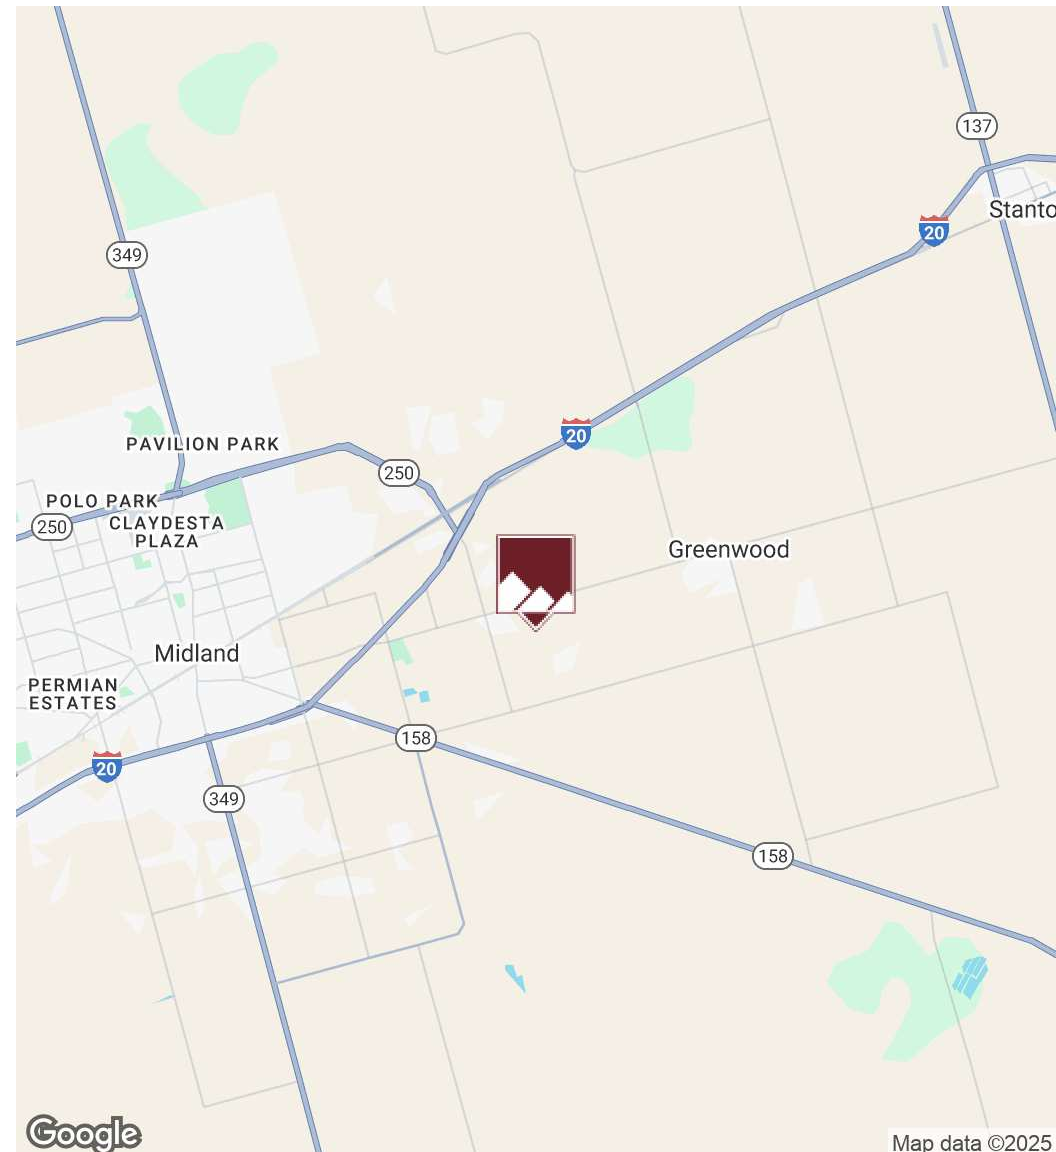 137
Stanto
20
349
PAVILION PARK
20
250
POLO PARK
250
CLAYDESTA
PLAZA
Greenwood
Midland
PERMIAN
ESTATES
158
20
349
158
Google
Map data ©2025